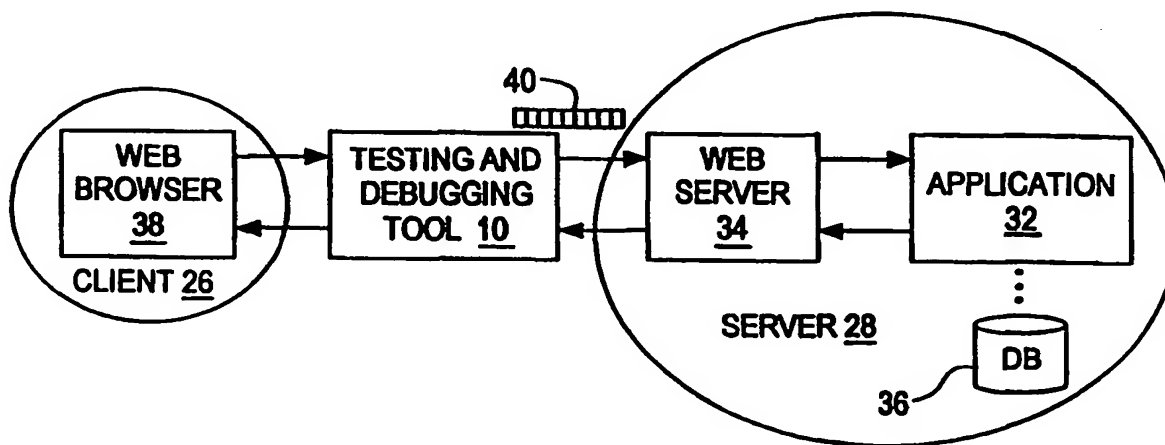 40
WEB
BROWSER
38
CLIENT 26
TESTING AND
DEBUGGING
TOOL 10
WEB
SERVER
34
APPLICATION
32
SERVER 28
DB
36